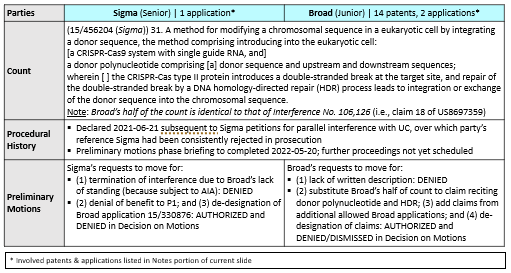 Parties
Sigma (Senior) | 1 application*
Broad (Junior) | 14 patents, 2 applications*
Count
(15/456204 (Sigma)) 31. A method for modifying a chromosomal sequence in a eukaryotic cell by integrating
a donor sequence, the method comprising introducing into the eukaryotic cell:
[a CRISPR-Cas9 system with single guide RNA, and]
a donor polynucleotide comprising [a] donor sequence and upstream and downstream sequences;
wherein [ ] the CRISPR-Cas type II protein introduces a double-stranded break at the target site, and repair of
the double-stranded break by a DNA homology-directed repair (HDR) process leads to integration or exchange
of the donor sequence into the chromosomal sequence.
Note: Broad's half of the count is identical to that of Interference No. 106,126 (i.e., claim 18 of US8697359)
Procedural
History
▪ Declared 2021-06-21 subsequent to Sigma petitions for parallel interference with UC, over which party's
reference Sigma had been consistently rejected in prosecution
▪ Preliminary motions phase briefing to completed 2022-05-20; further proceedings not yet scheduled
Preliminary
Motions
Sigma's requests to move for:
▪ (1) termination of interference due to Broad's lack
of standing (because subject to AIA): DENIED
▪ (2) denial of benefit to P1; and (3) de-designation
of Broad application 15/330876: AUTHORIZED and
DENIED in Decision on Motions
Broad's requests to move for:
▪ (1) lack of written description: DENIED
▪ (2) substitute Broad's half of count to claim reciting
donor polynucleotide and HDR; (3) add claims from
additional allowed Broad applications; and (4) de-
designation of claims: AUTHORIZED and
DENIED/DISMISSED in Decision on Motions
* Involved patents & applications listed in Notes portion of current slide